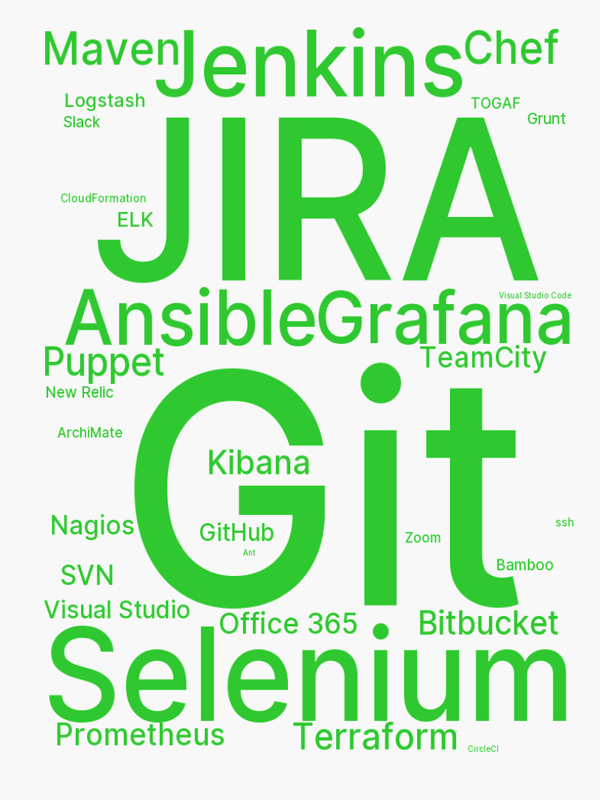 Maven
Jenkins
Chef
Logstash
TOGAF
Slack
Grunt
JIRA
CloudFormation
ELK
Ansible
Grafana
Visual Studio Code
Puppet
TeamCity
New Relic
Git
ArchiMate
Kibana
Nagios
GitHub
ssh
Zoom
Ant
Bamboo
SVN
Visual Studio
Office 365
Bitbucket
Selenium
Prometheus
Terraform
CircleCI